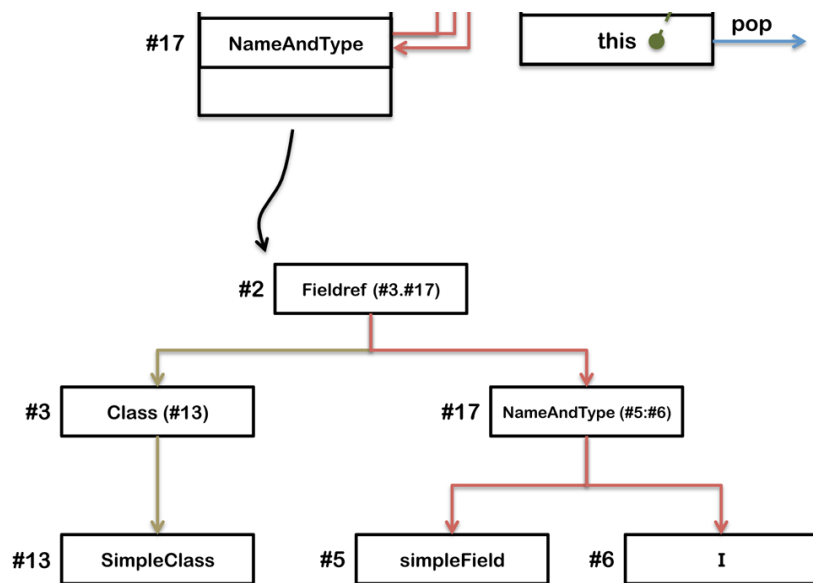 #17 NameAndType
this
pop
#2 Fieldref (#3.#17)
#3 Class (#13)
#17 NameAndType (#5:#6)
#13 SimpleClass
#5 simpleField
#6 I